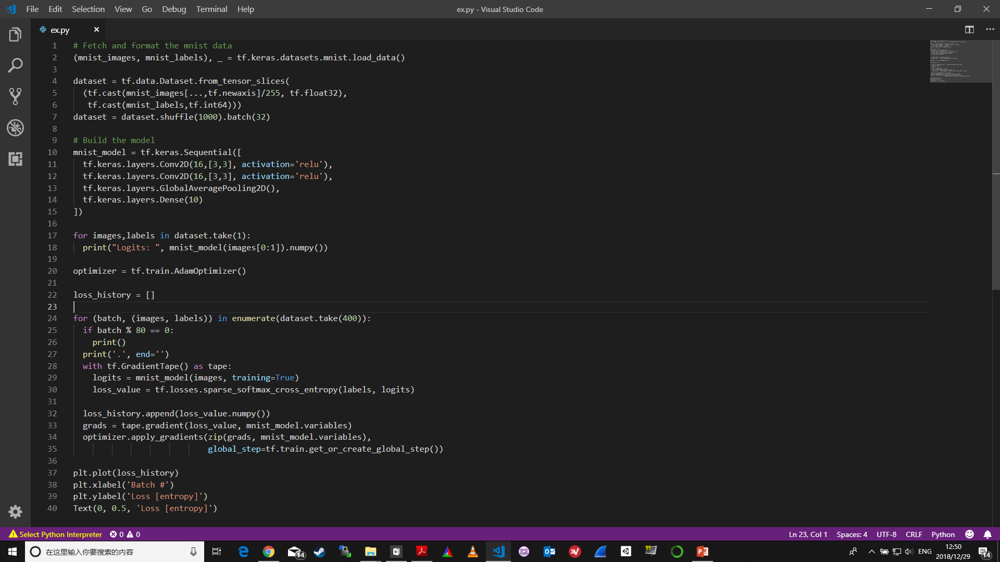 File Edit Selection View Go Debug Terminal Help
ex.py - Visual Studio Code
ex.py
1 # Fetch and format the mnist data
2 (mnist_images, mnist_labels), _ = tf.keras.datasets.mnist.load_data()
3
4 dataset = tf.data.Dataset.from_tensor_slices(
5   (tf.cast(mnist_images[...,tf.newaxis]/255, tf.float32),
6    tf.cast(mnist_labels,tf.int64)))
7 dataset = dataset.shuffle(1000).batch(32)
8
9 # Build the model
10 mnist_model = tf.keras.Sequential([
11   tf.keras.layers.Conv2D(16,[3,3], activation='relu'),
12   tf.keras.layers.Conv2D(16,[3,3], activation='relu'),
13   tf.keras.layers.GlobalAveragePooling2D(),
14   tf.keras.layers.Dense(10)
15 ])
16
17 for images,labels in dataset.take(1):
18   print("Logits: ", mnist_model(images[0:1]).numpy())
19
20 optimizer = tf.train.AdamOptimizer()
21
22 loss_history = []
23
24 for (batch, (images, labels)) in enumerate(dataset.take(400)):
25   if batch % 80 == 0:
26     print()
27   print('.', end='')
28   with tf.GradientTape() as tape:
29     logits = mnist_model(images, training=True)
30     loss_value = tf.losses.sparse_softmax_cross_entropy(labels, logits)
31
32   loss_history.append(loss_value.numpy())
33   grads = tape.gradient(loss_value, mnist_model.variables)
34   optimizer.apply_gradients(zip(grads, mnist_model.variables),
35                             global_step=tf.train.get_or_create_global_step())
36
37 plt.plot(loss_history)
38 plt.xlabel('Batch #')
39 plt.ylabel('Loss [entropy]')
40 Text(0, 0.5, 'Loss [entropy]')
Select Python Interpreter 0 0 Ln 23, Col 1 Spaces: 4 UTF-8 CRLF Python
在这里输入你要搜索的内容
14
99
ENG
12:50
2018/12/29
14